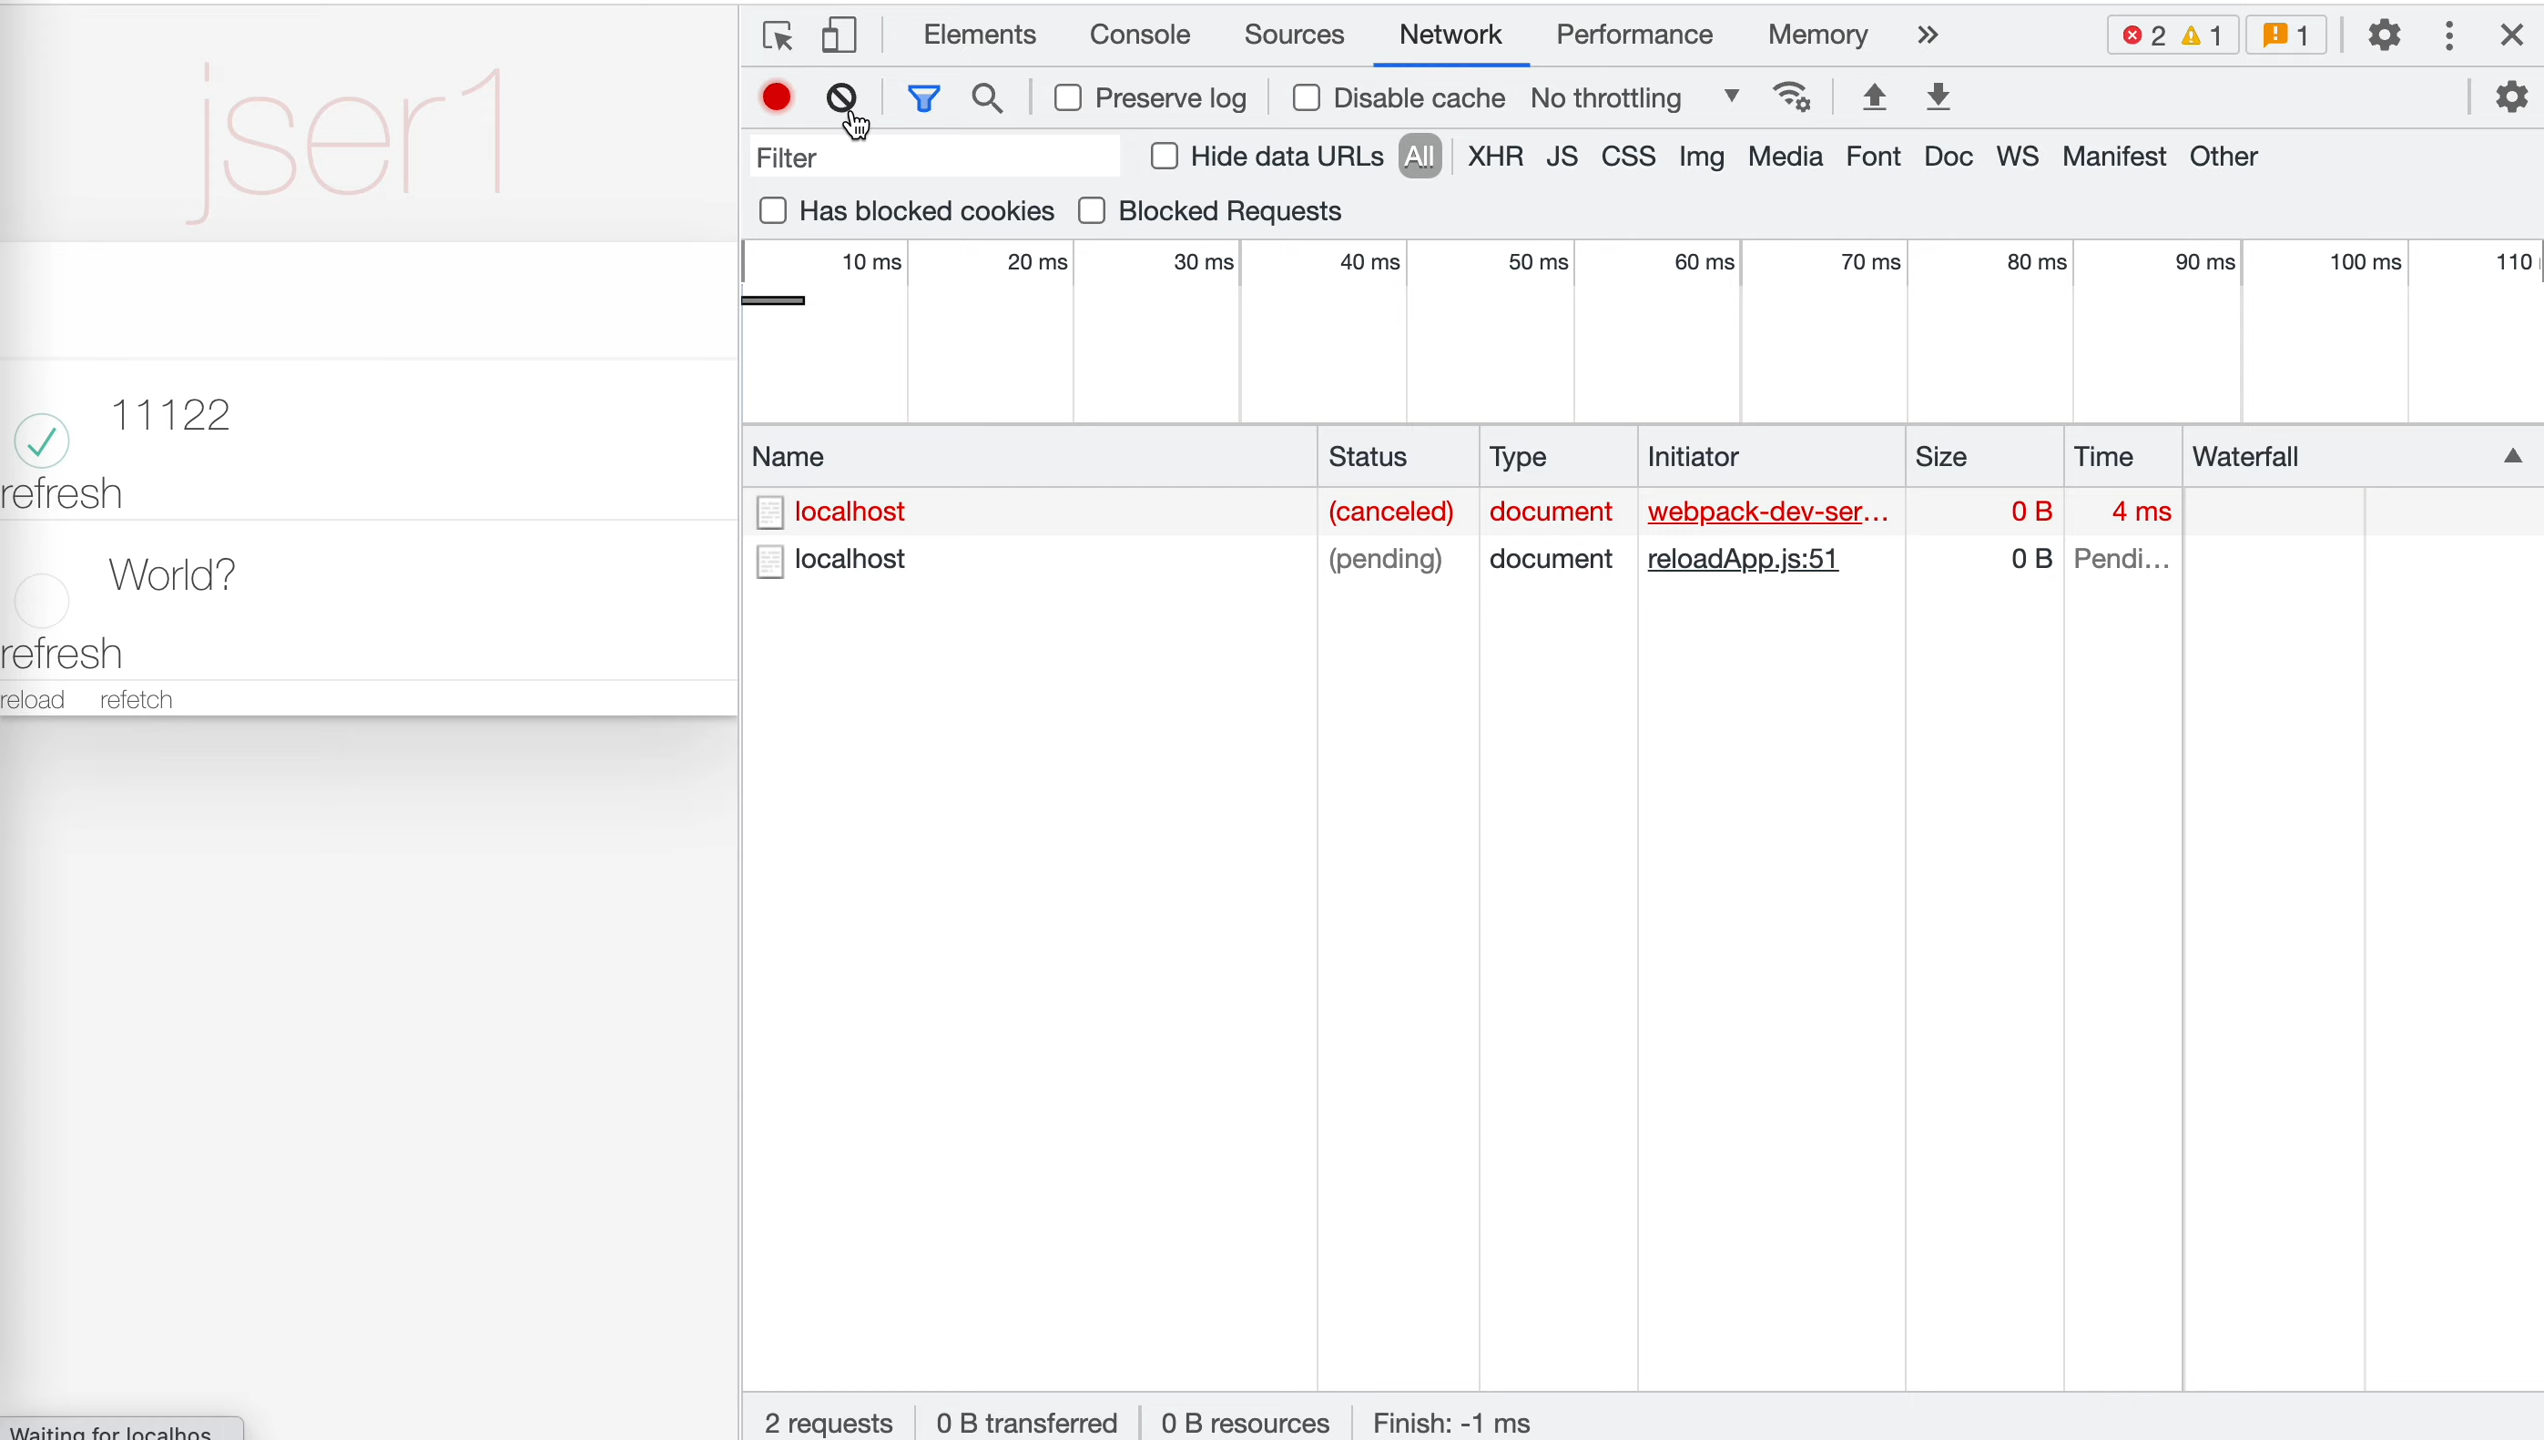 jser1
11122
refresh
World?
refresh
reload refetch
Waiting for localhos
Elements Console Sources Network Performance Memory 2 1 1
Preserve log Disable cache No throttling
Filter Hide data URLs All XHR JS CSS Img Media Font Doc WS Manifest Other
Has blocked cookies Blocked Requests
10 ms 20 ms 30 ms 40 ms 50 ms 60 ms 70 ms 80 ms 90 ms 100 ms 110
Name Status Type Initiator Size Time Waterfall
localhost (canceled) document webpack-dev-ser… 0 B 4 ms
localhost (pending) document reloadApp.js:51 0 B Pendi…
2 requests 0 B transferred 0 B resources Finish: -1 ms